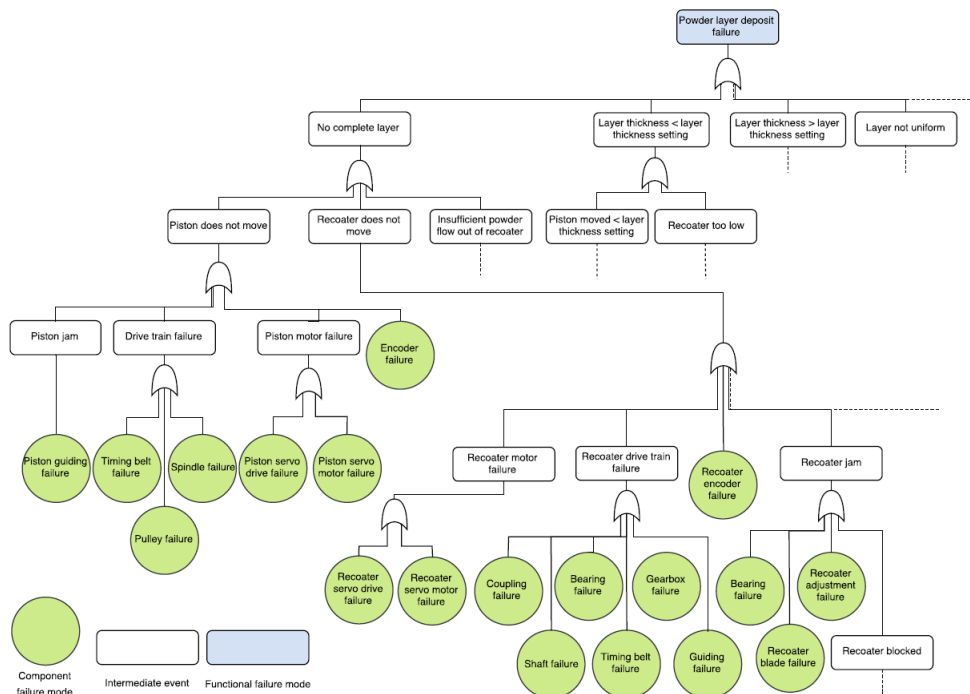 Powder layer deposit
failure
No complete layer
Layer thickness < layer
thickness setting
Layer thickness > layer
thickness setting
Layer not uniform
Piston does not move
Recoater does not
move
Insufficient powder
flow out of recoater
Piston moved < layer
thickness setting
Recoater too low
Piston jam
Drive train failure
Piston motor failure
Encoder
failure
Piston guiding
failure
Timing belt
failure
Spindle failure
Piston servo
drive failure
Piston servo
motor failure
Pulley failure
Recoater motor
failure
Recoater drive train
failure
Recoater
encoder
failure
Recoater jam
Recoater
servo drive
failure
Recoater
servo motor
failure
Coupling
failure
Bearing
failure
Gearbox
failure
Bearing
failure
Recoater
adjustment
failure
Shaft failure
Timing belt
failure
Guiding
failure
Recoater
blade failure
Recoater blocked
Component
failure mode
Intermediate event
Functional failure mode